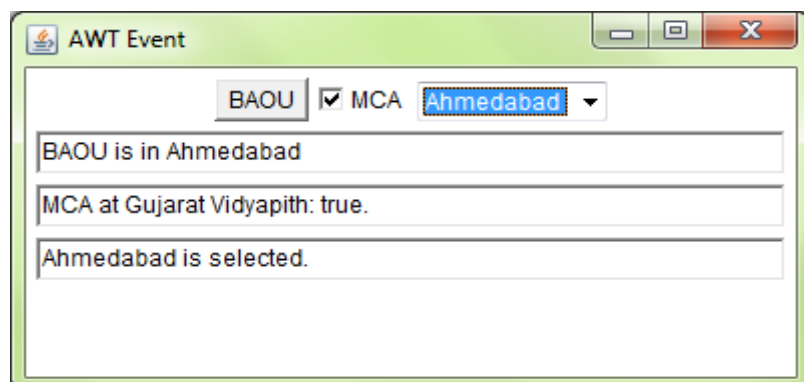 AWT Event
BAOU MCA Ahmedabad
BAOU is in Ahmedabad
MCA at Gujarat Vidyapith: true.
Ahmedabad is selected.